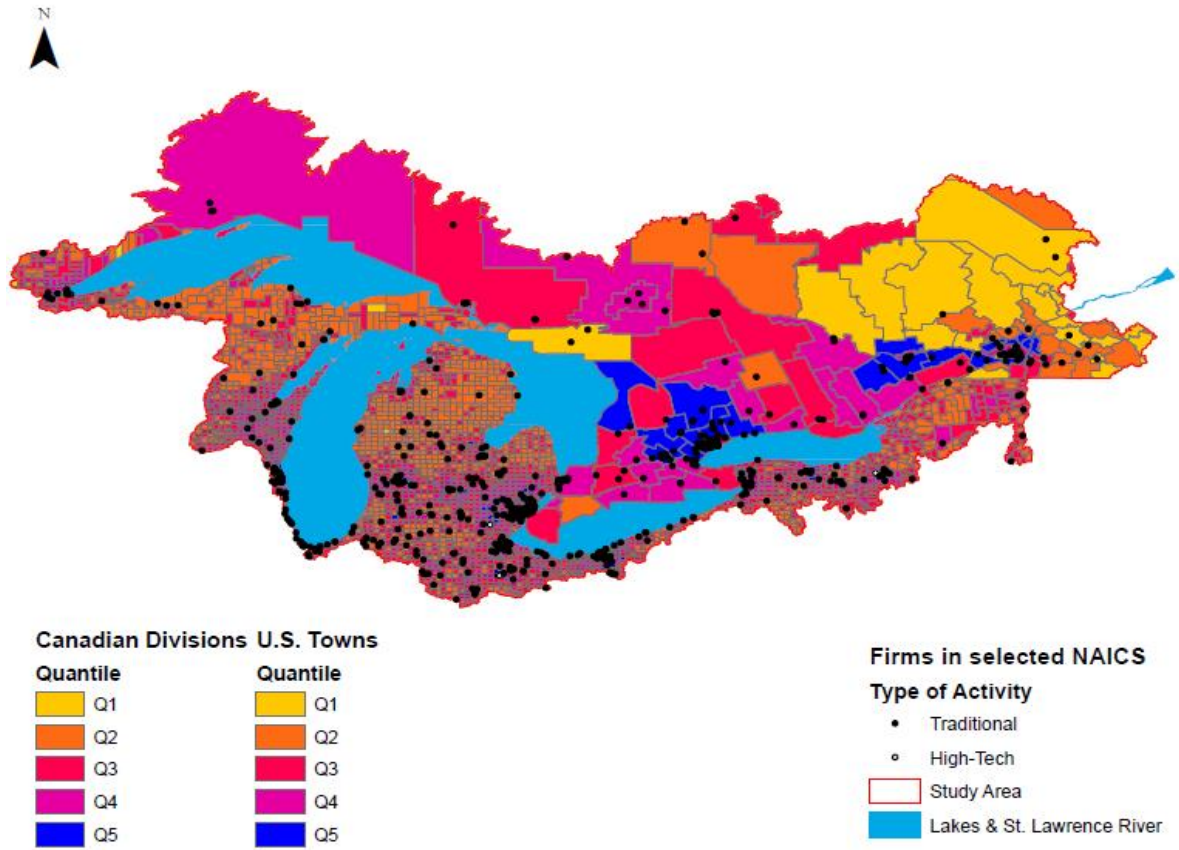 N
Canadian Divisions U.S. Towns
Quantile Quantile
Q1 Q1
Q2 Q2
Q3 Q3
Q4 Q4
Q5 Q5
Firms in selected NAICS
Type of Activity
Traditional
High-Tech
Study Area
Lakes & St. Lawrence River